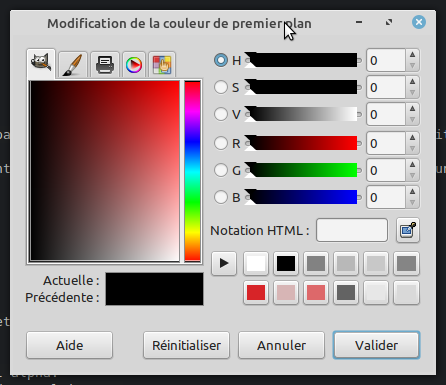 Modification de la couleur de premier plan
H 0
S 0
V 0
R 0
G 0
B 0
Notation HTML :
Actuelle :
Précédente :
Aide
Réinitialiser
Annuler
Valider